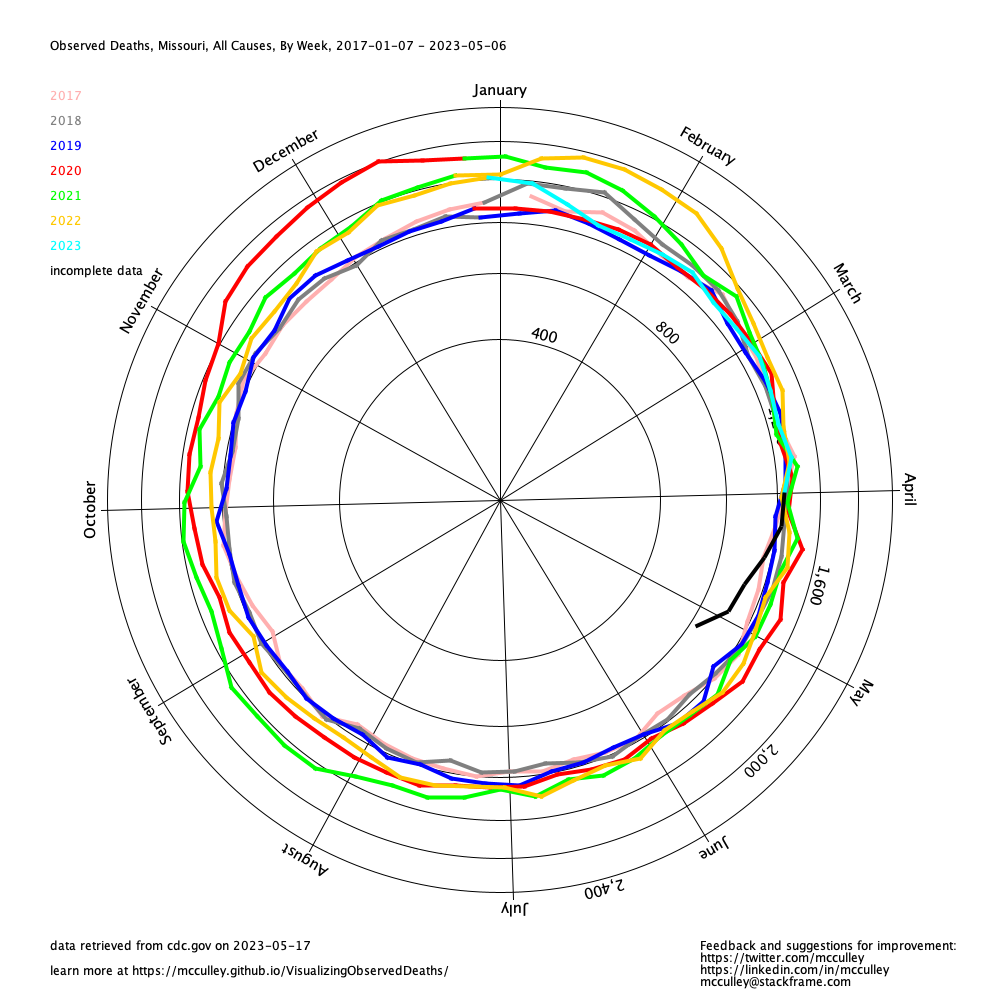 Observed Deaths, Missouri, All Causes, By Week, 2017-01-07 - 2023-05-06
2017
2018
2019
2020
2021
2022
2023
incomplete data
January
February
March
April
May
June
July
August
September
October
November
December
400
800
1,600
2,000
2,400
data retrieved from cdc.gov on 2023-05-17
learn more at https://mcculley.github.io/VisualizingObservedDeaths/
Feedback and suggestions for improvement:
https://twitter.com/mcculley
https://linkedin.com/in/mcculley
mcculley@stackframe.com